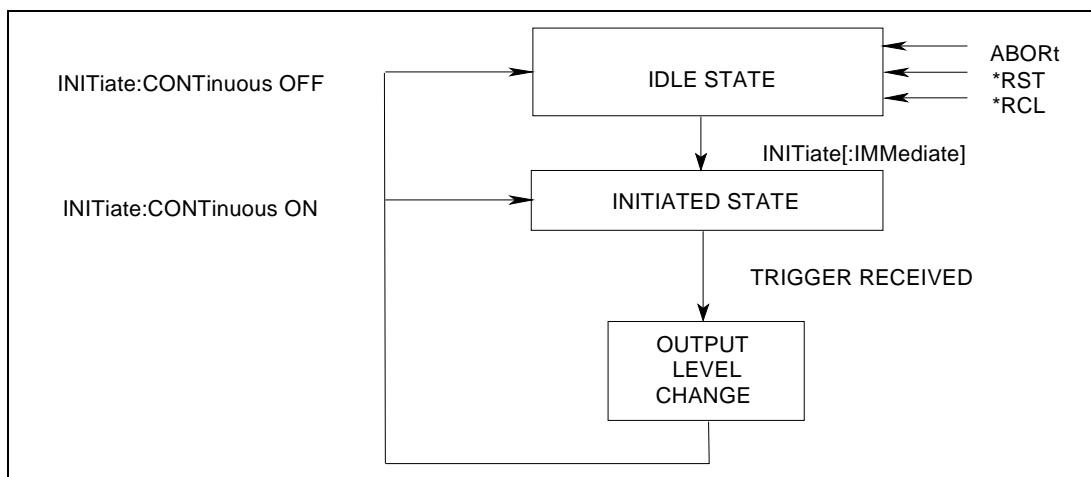 ABORt
INITiate:CONTinuous OFF
IDLE STATE
*RST
*RCL
INITiate[:IMMediate]
INITIATED STATE
INITiate:CONTinuous ON
TRIGGER RECEIVED
OUTPUT
LEVEL
CHANGE